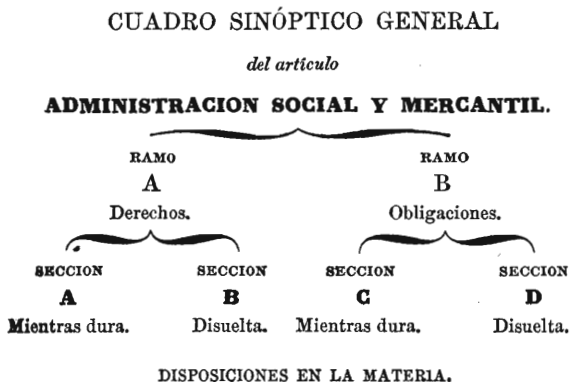 CUADRO SINÓPTICO GENERAL
del artículo
ADMINISTRACION SOCIAL Y MERCANTIL.
RAMO RAMO
A B
Derechos. Obligaciones.
SECCION SECCION SECCION SECCION
A B C D
Mientras dura. Disuelta. Mientras dura. Disuelta.
DISPOSICIONES EN LA MATERIA.